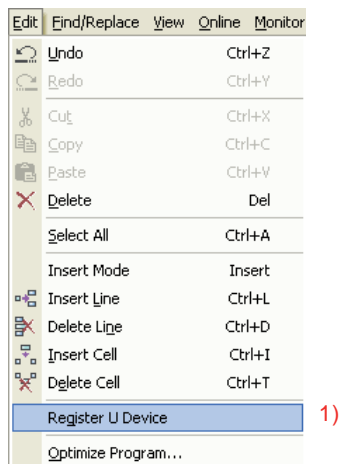 Edit Find/Replace View Online Monitor
Undo Ctrl+Z
Redo Ctrl+Y
Cut Ctrl+X
Copy Ctrl+C
Paste Ctrl+V
Delete Del
Select All Ctrl+A
Insert Mode Insert
Insert Line Ctrl+L
Delete Line Ctrl+D
Insert Cell Ctrl+I
Delete Cell Ctrl+T
Register U Device 1)
Optimize Program...